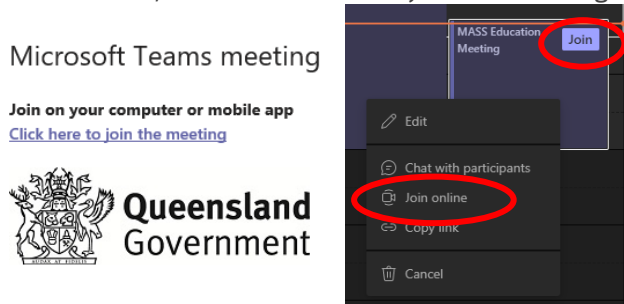 Microsoft Teams meeting
Join on your computer or mobile app
Click here to join the meeting
Queensland
Government
MASS Education
Meeting
Join
Edit
Chat with participants
Join online
Copy link
Cancel